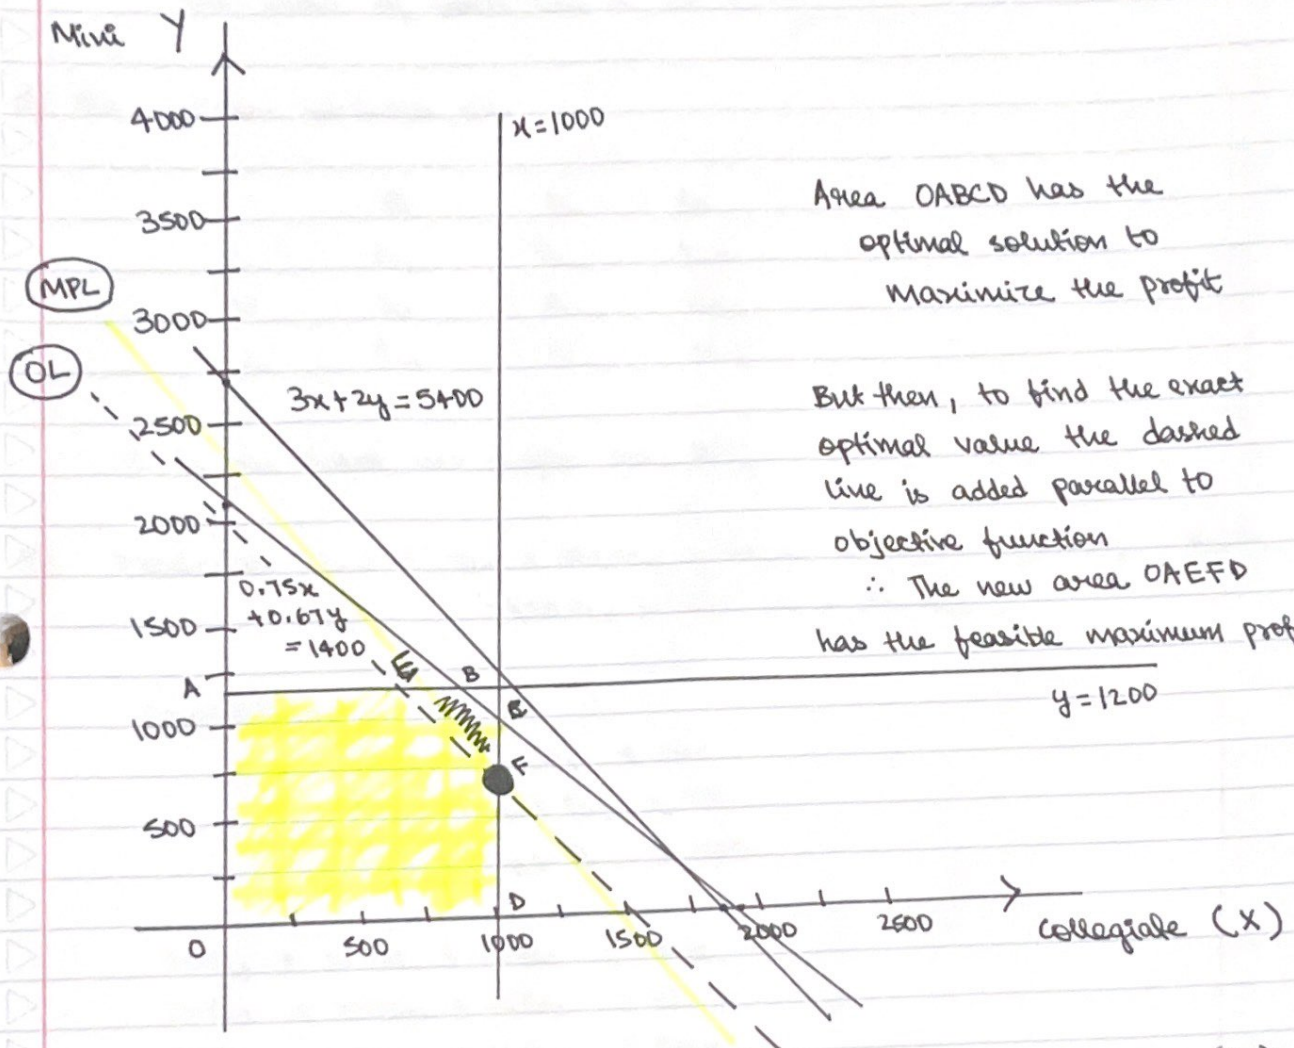 Mini Y
4000
x=1000
3500
MPL
3000
OL
3x+2y=5400
2500
2000
0.75x
+0.67y
=1400
1500
E
B
A
y=1200
1000
F
500
D
0
500
1000
1500
2000
2500
Collegiate (X)
Area OABCD has the
optimal solution to
Maximize the profit
But then, to find the exact
optimal value the dashed
line is added parallel to
objective function
∴ The new area OAEFD
has the feasible maximum prof